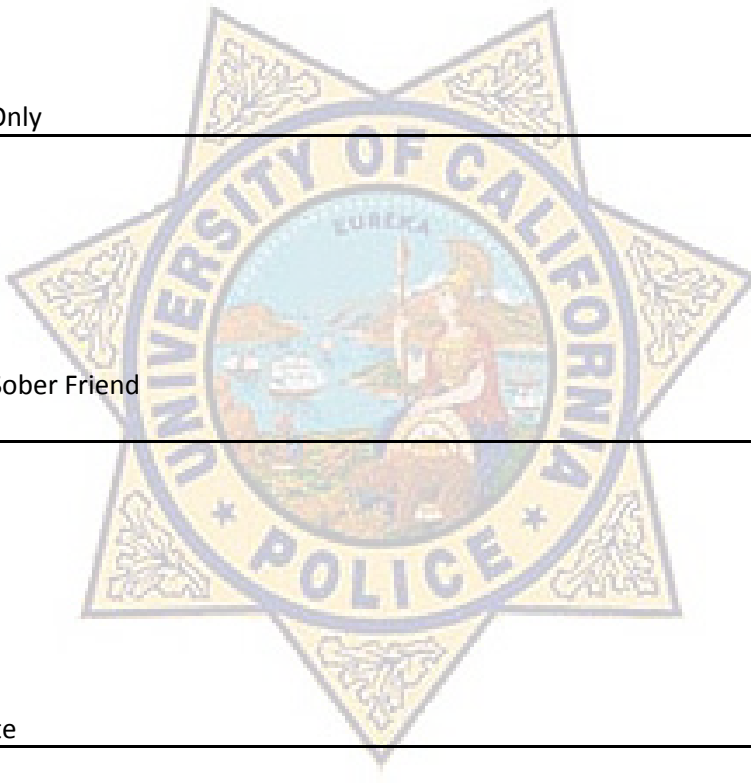 Only
UNIVERSITY OF CALIFORNIA
EUREKA
Sober Friend
★ POLICE ★